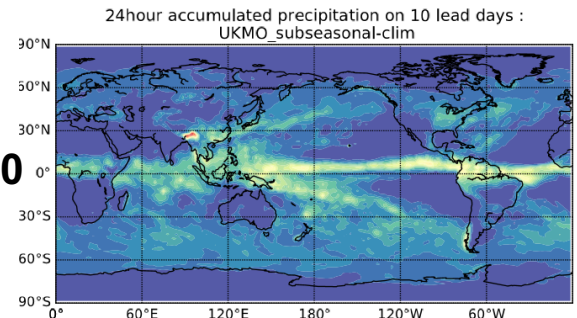 24hour accumulated precipitation on 10 lead days :
UKMO_subseasonal-clim
90°N
50°N
30°N
0 0°
30°S
60°S
90°S
0° 60°E 120°E 180° 120°W 60°W